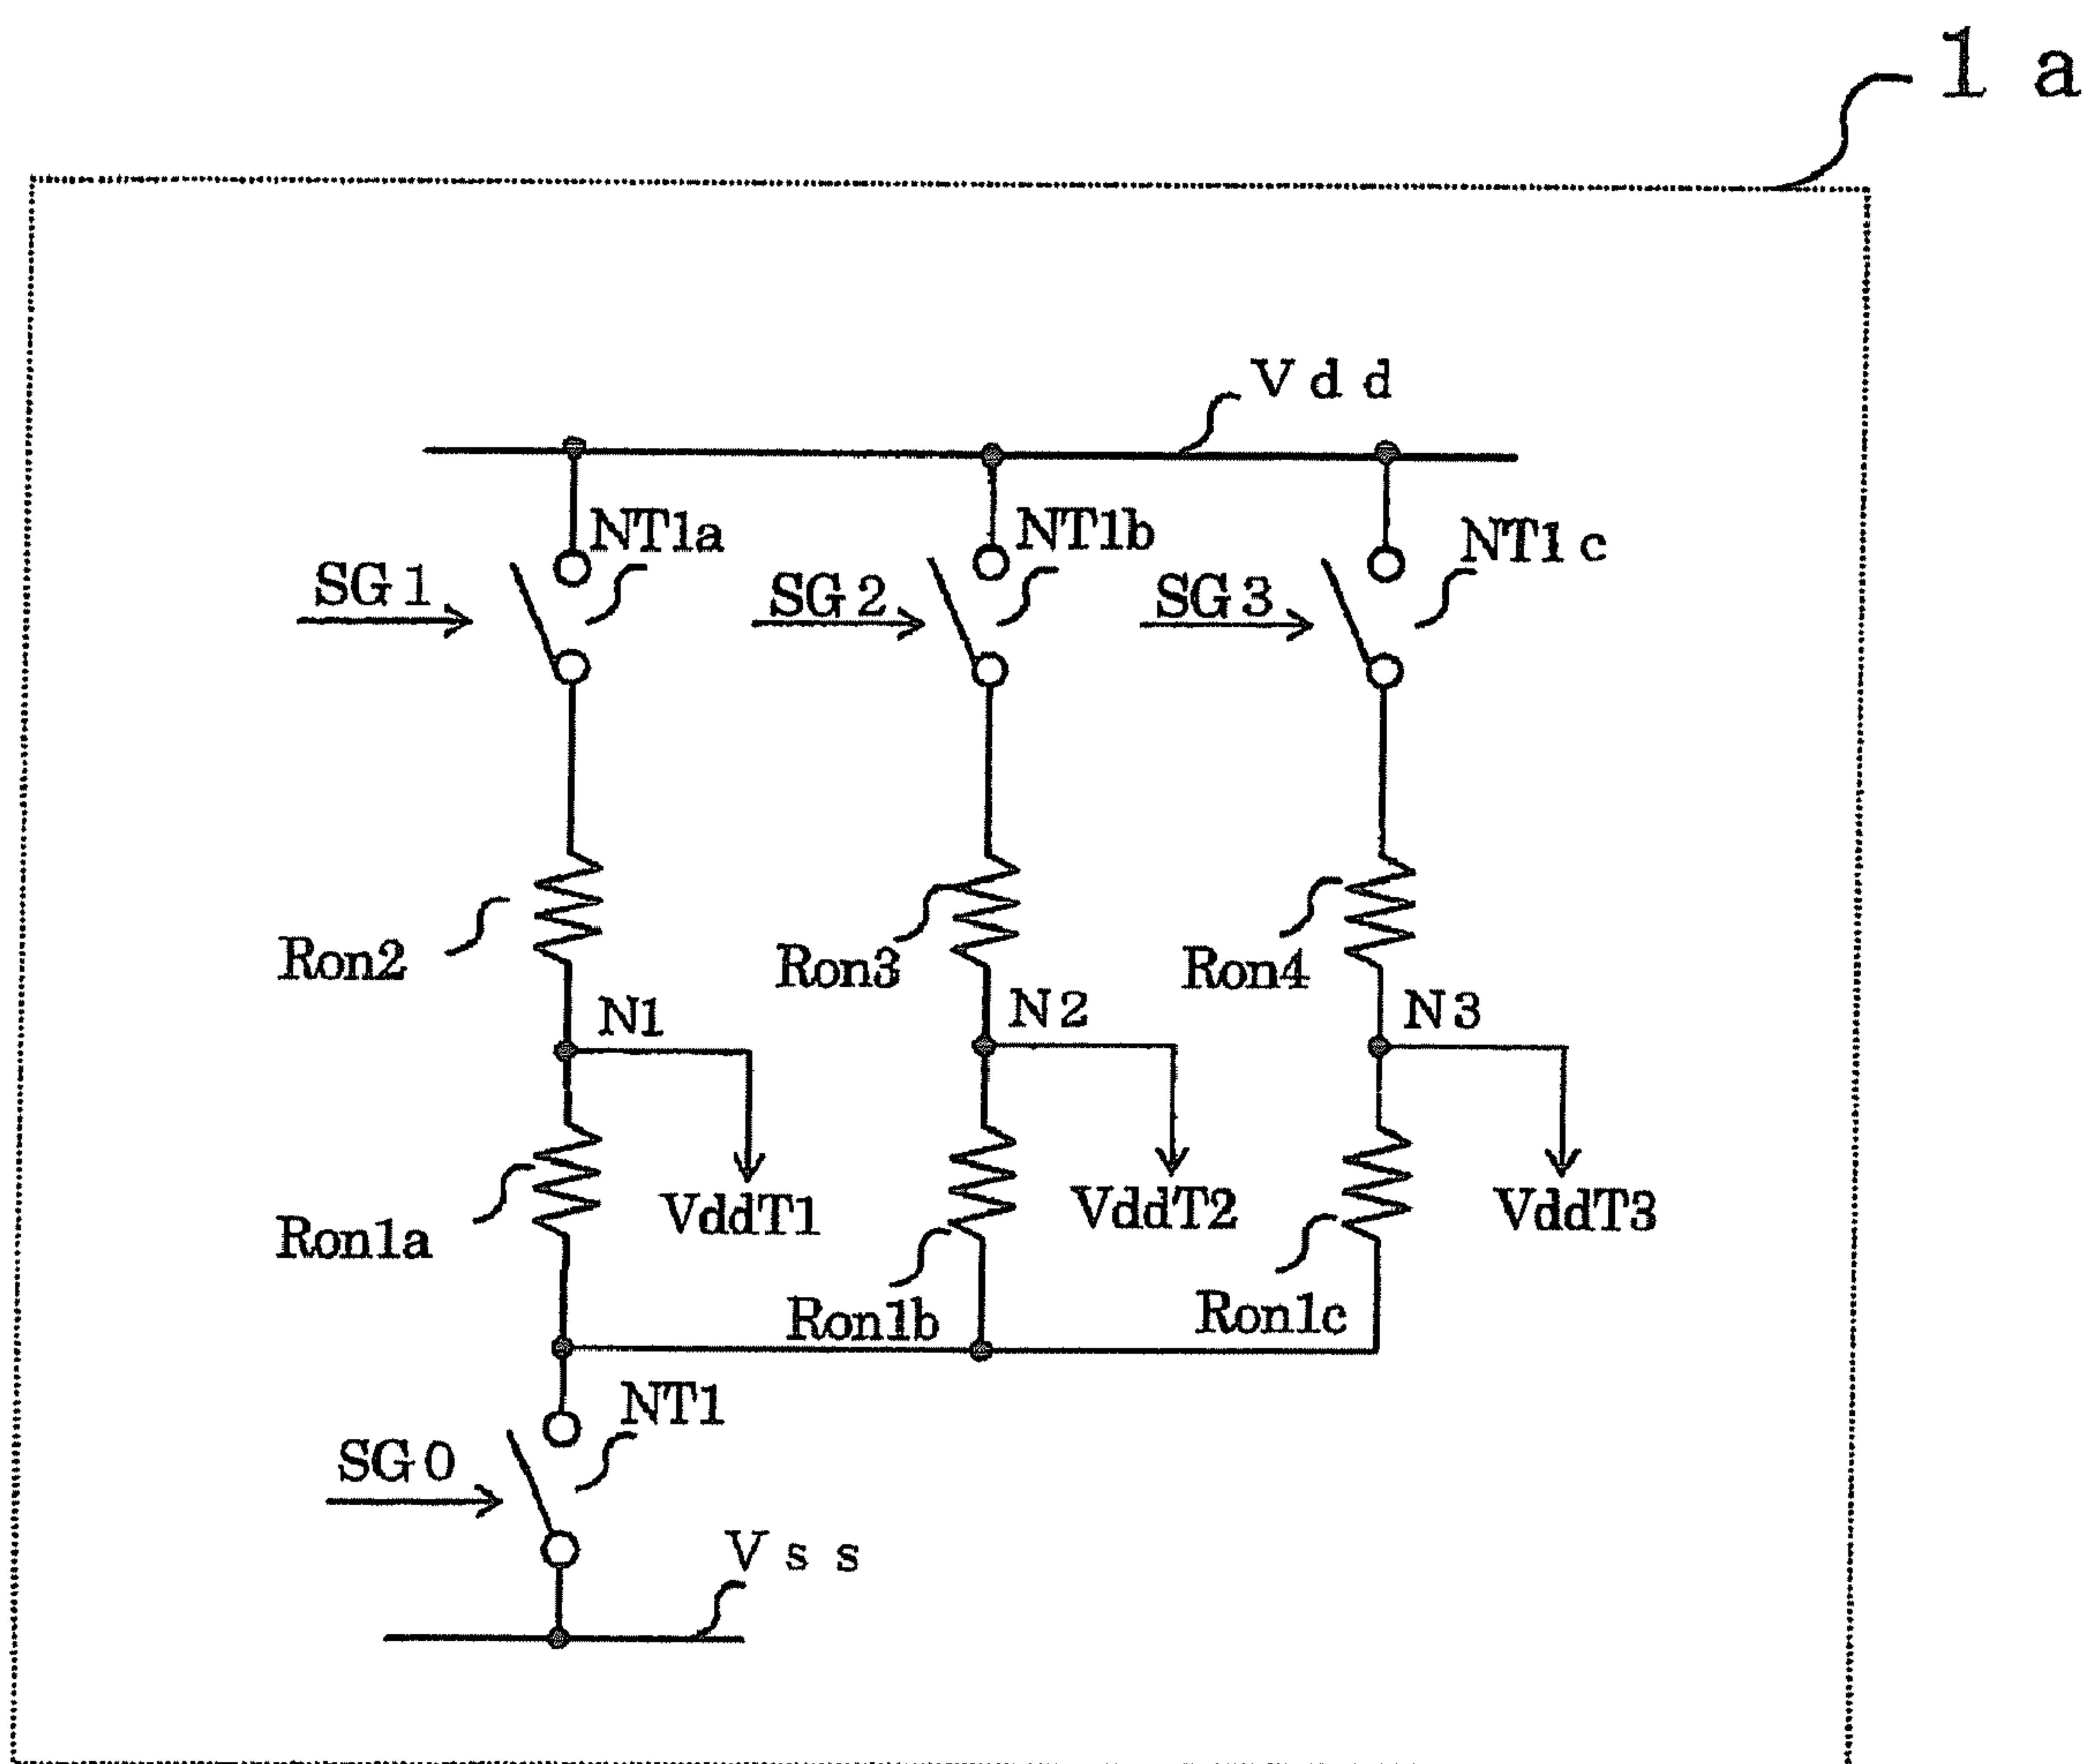 1 a
Vdd
NT1a
NT1b
NT1c
SG1
SG2
SG3
Ron2
Ron3
Ron4
N1
N2
N3
VddT1
VddT2
VddT3
Ron1a
Ron1b
Ron1c
NT1
SG0
Vss